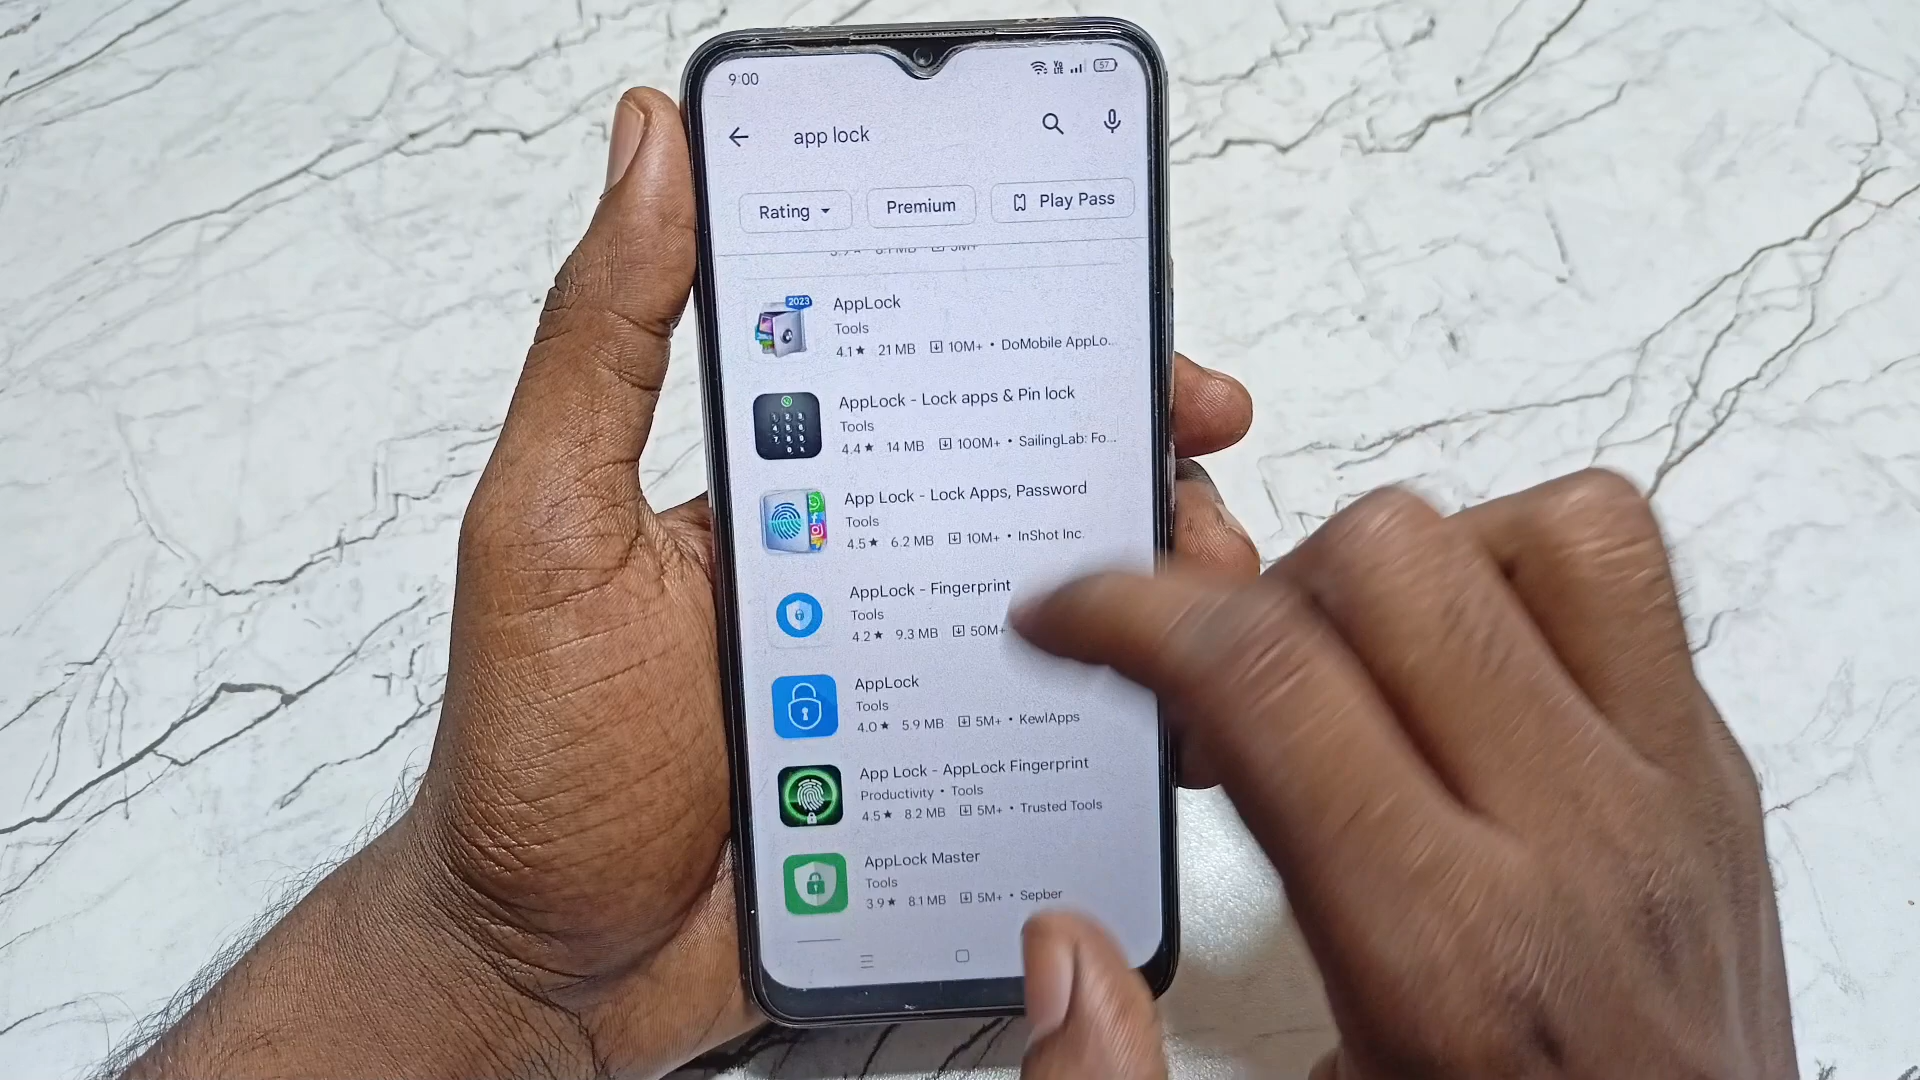 9:00
Vo LTE
57
app lock
Rating
Premium
Play Pass
2023
AppLock
Tools
4.1★ 21 MB 10M+ • DoMobile AppLo...
AppLock - Lock apps & Pin lock
Tools
4.4★ 14 MB 100M+ • SailingLab: Fo...
App Lock - Lock Apps, Password
Tools
4.5★ 6.2 MB 10M+ • InShot Inc.
AppLock - Fingerprint
Tools
4.2★ 9.3 MB 50M+
AppLock
Tools
4.0★ 5.9 MB 5M+ • KewlApps
App Lock - AppLock Fingerprint
Productivity • Tools
4.5★ 8.2 MB 5M+ • Trusted Tools
AppLock Master
Tools
3.9★ 8.1 MB 5M+ • Sepber